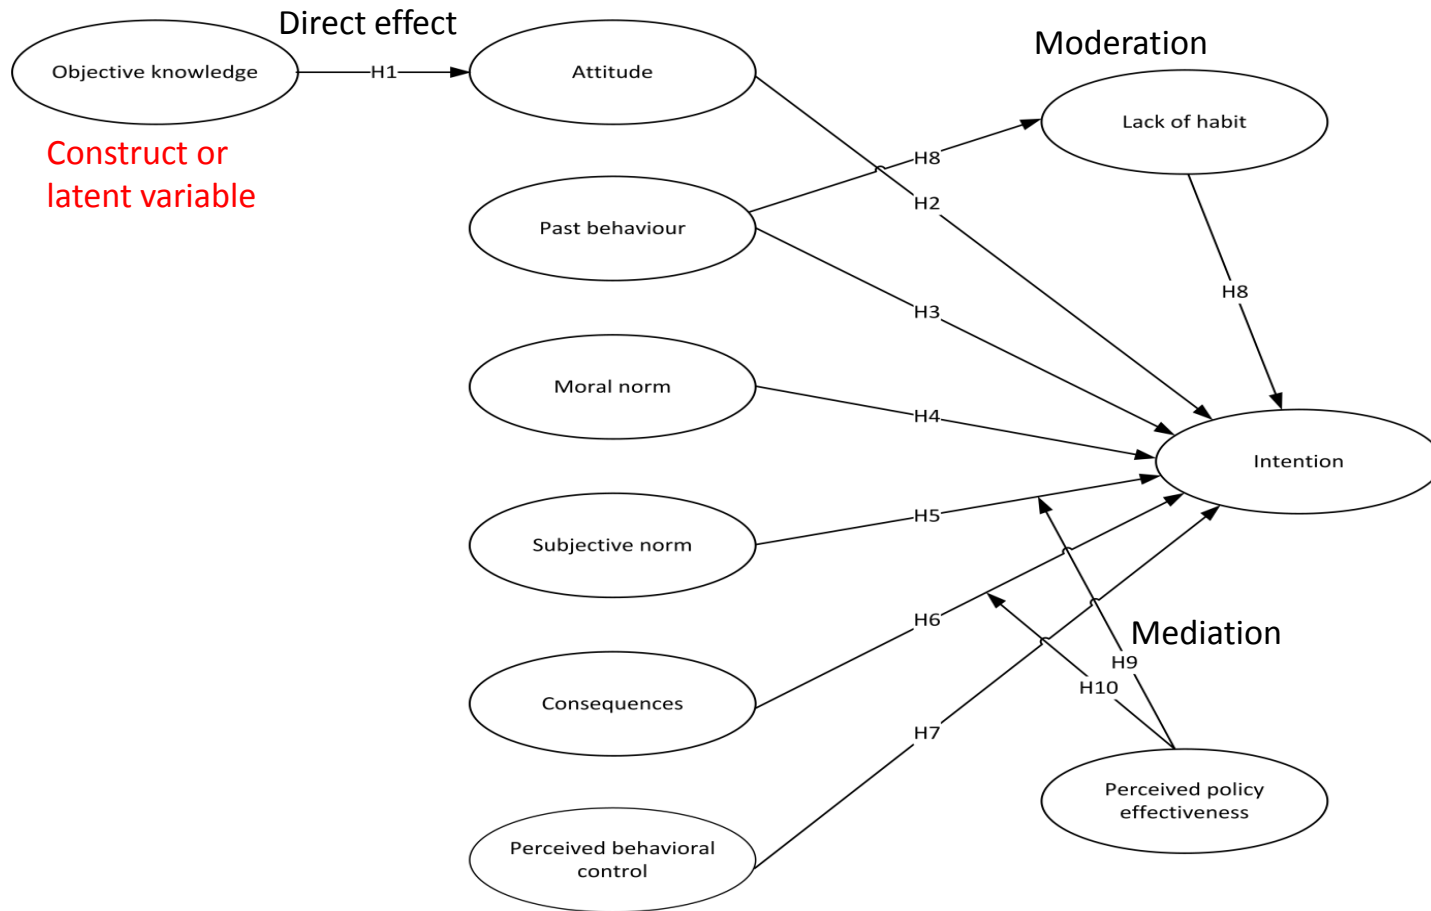 Direct effect
Moderation
Objective knowledge
H1
Attitude
Lack of habit
Construct or
latent variable
H8
H2
Past behaviour
H8
H3
Moral norm
H4
Intention
H5
Subjective norm
H6
Mediation
H9
H10
Consequences
H7
Perceived policy
effectiveness
Perceived behavioral
control